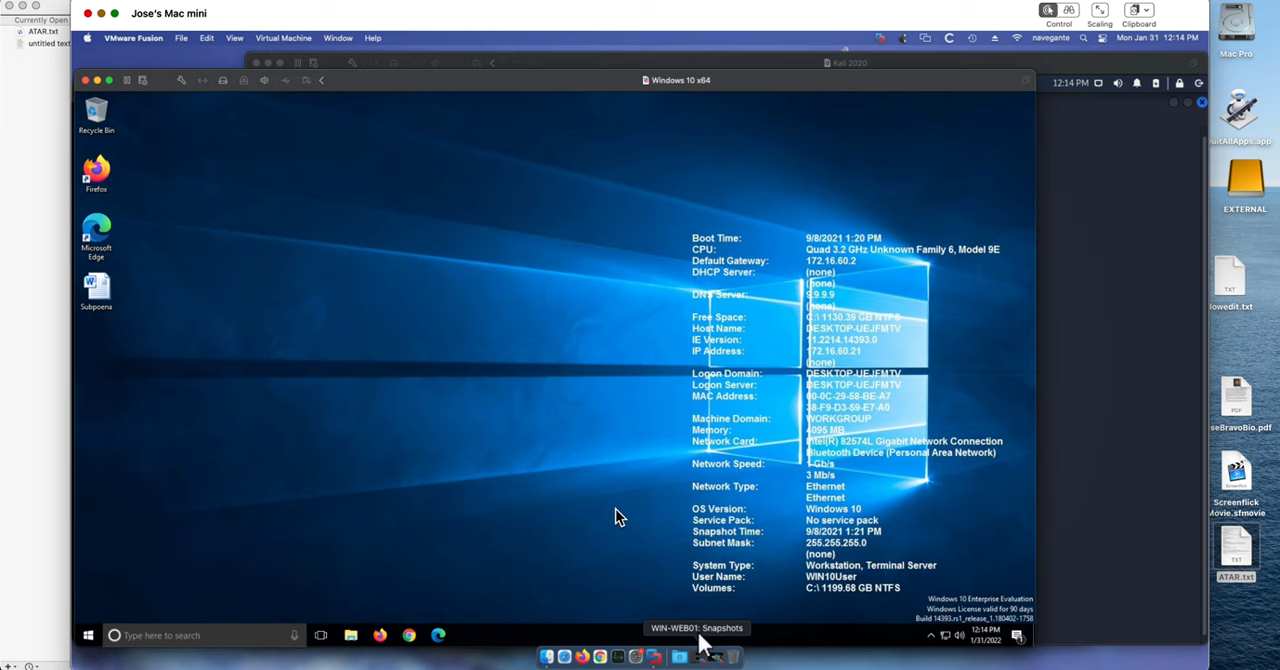 Currently Open
ATAR.txt
untitled text
Jose's Mac mini
Control
Scaling
Clipboard
VMware Fusion File Edit View Virtual Machine Window Help
navegante
Mon Jan 31 12:14 PM
Kali 2020
Windows 10 x64
12:14 PM
Recycle Bin
Firefox
Microsoft
Edge
Subpoena
Boot Time: 9/8/2021 1:20 PM
CPU: Quad 3.2 GHz Unknown Family 6, Model 9E
Default Gateway: 172.16.60.2
DHCP Server: (none)
(none)
DNS Server: 9.9.9.9
(none)
Free Space: C:\ 1130.39 GB NTFS
Host Name: DESKTOP-UEJFMTV
IE Version: 11.2214.14393.0
IP Address: 172.16.60.21
(none)
Logon Domain: DESKTOP-UEJFMTV
Logon Server: DESKTOP-UEJFMTV
MAC Address: 00-0C-29-58-BE-A7
38-F9-D3-59-E7-A0
Machine Domain: WORKGROUP
Memory: 4095 MB
Network Card: Intel(R) 82574L Gigabit Network Connection
Bluetooth Device (Personal Area Network)
Network Speed: 1 Gb/s
3 Mb/s
Network Type: Ethernet
Ethernet
OS Version: Windows 10
Service Pack: No service pack
Snapshot Time: 9/8/2021 1:21 PM
Subnet Mask: 255.255.255.0
(none)
System Type: Workstation, Terminal Server
User Name: WIN10User
Volumes: C:\ 1199.68 GB NTFS
Windows 10 Enterprise Evaluation
Windows License valid for 90 days
Build 14393.rs1_release_1.180402-1758
WIN-WEB01: Snapshots
Type here to search
12:14 PM
1/31/2022
Mac Pro
uitAllApps.app
EXTERNAL
TXT
lowedit.txt
PDF
seBravoBio.pdf
Screenflick
Movie.sfmovie
TXT
ATAR.txt